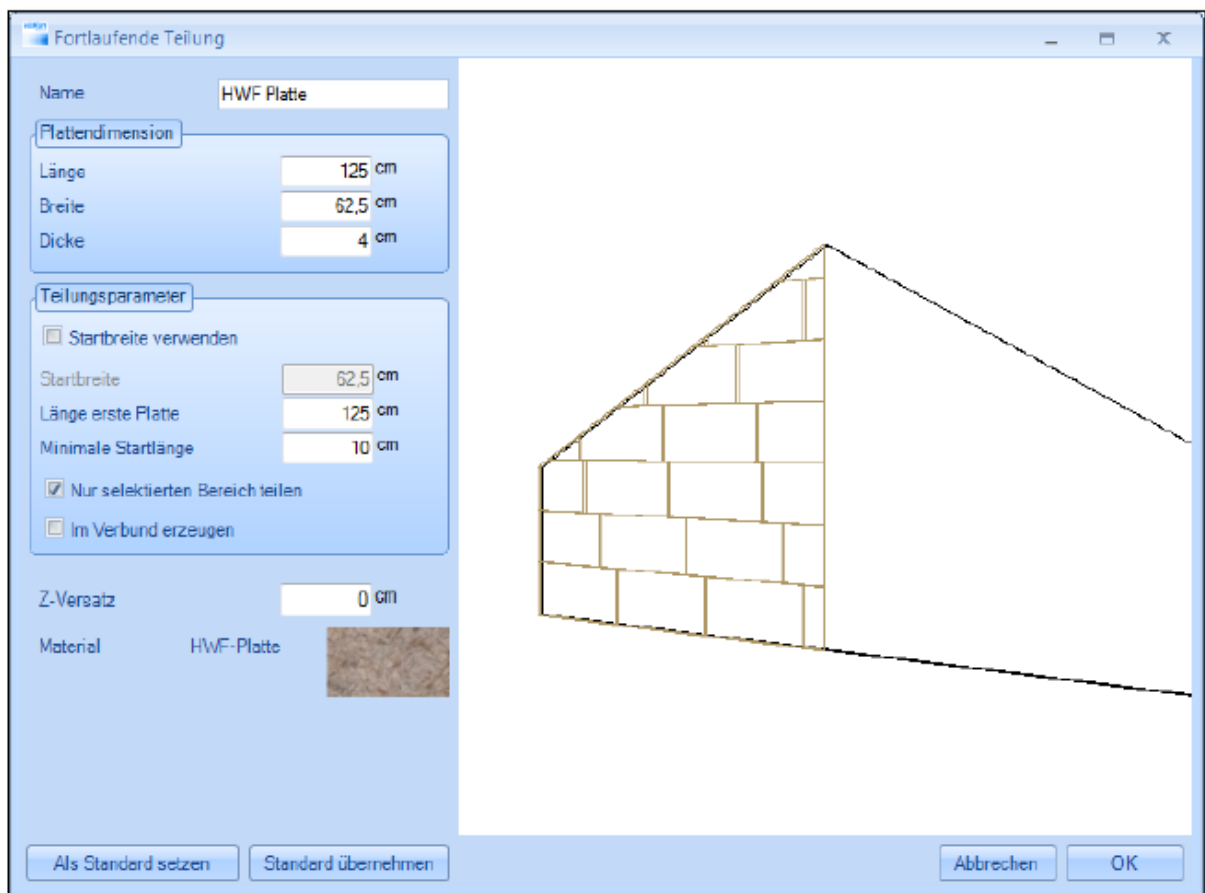 Fortlaufende Teilung
Name HWF Platte
Plattendimension
Länge 125 cm
Breite 62,5 cm
Dicke 4 cm
Teilungsparameter
Startbreite verwenden
Startbreite 62,5 cm
Länge erste Platte 125 cm
Minimale Startlänge 10 cm
Nur selektierten Bereich teilen
Im Verbund erzeugen
Z-Versatz 0 cm
Material HWF-Platte
Als Standard setzen Standard übernehmen Abbrechen OK